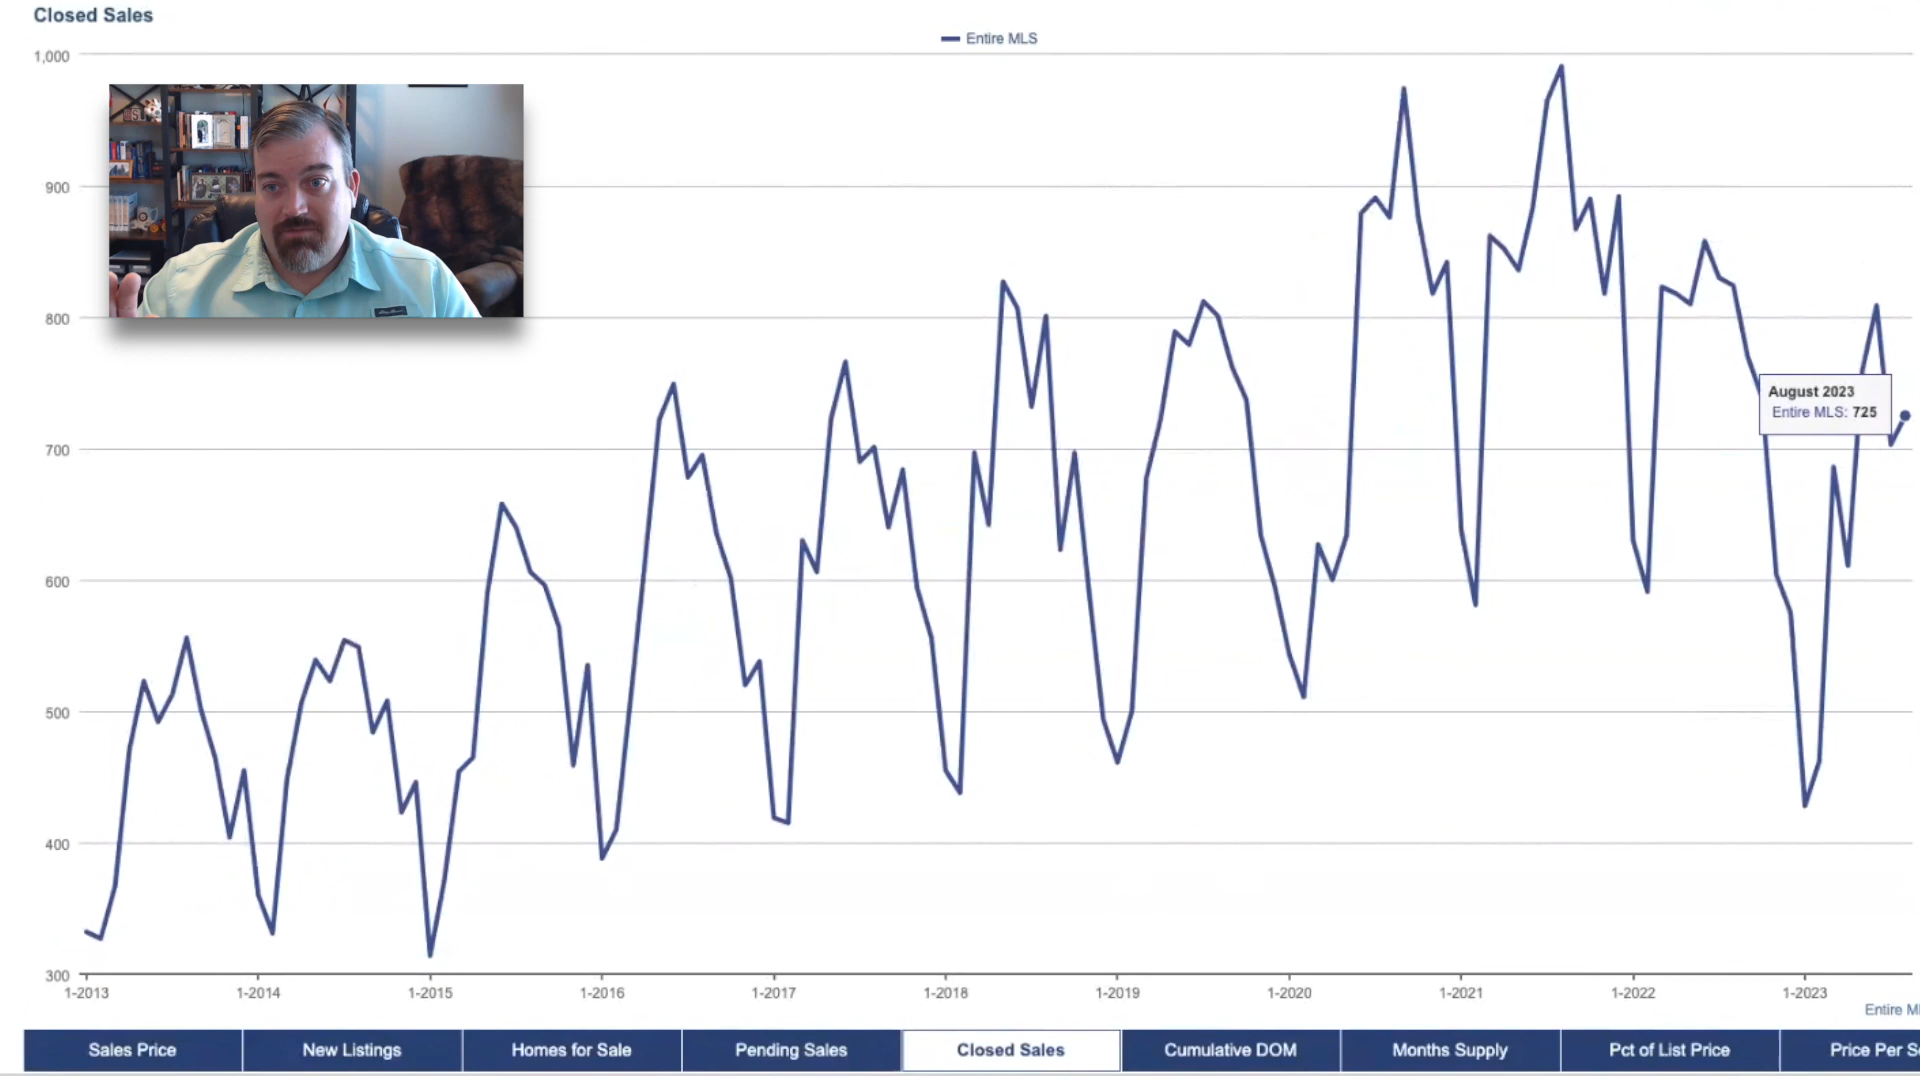 Closed Sales
Entire MLS
1,000
900
800
700
600
500
400
300
August 2023
Entire MLS: 725
1-2013 1-2014 1-2015 1-2016 1-2017 1-2018 1-2019 1-2020 1-2021 1-2022 1-2023
Entire
Sales Price New Listings Homes for Sale Pending Sales Closed Sales Cumulative DOM Months Supply Pct of List Price Price Per